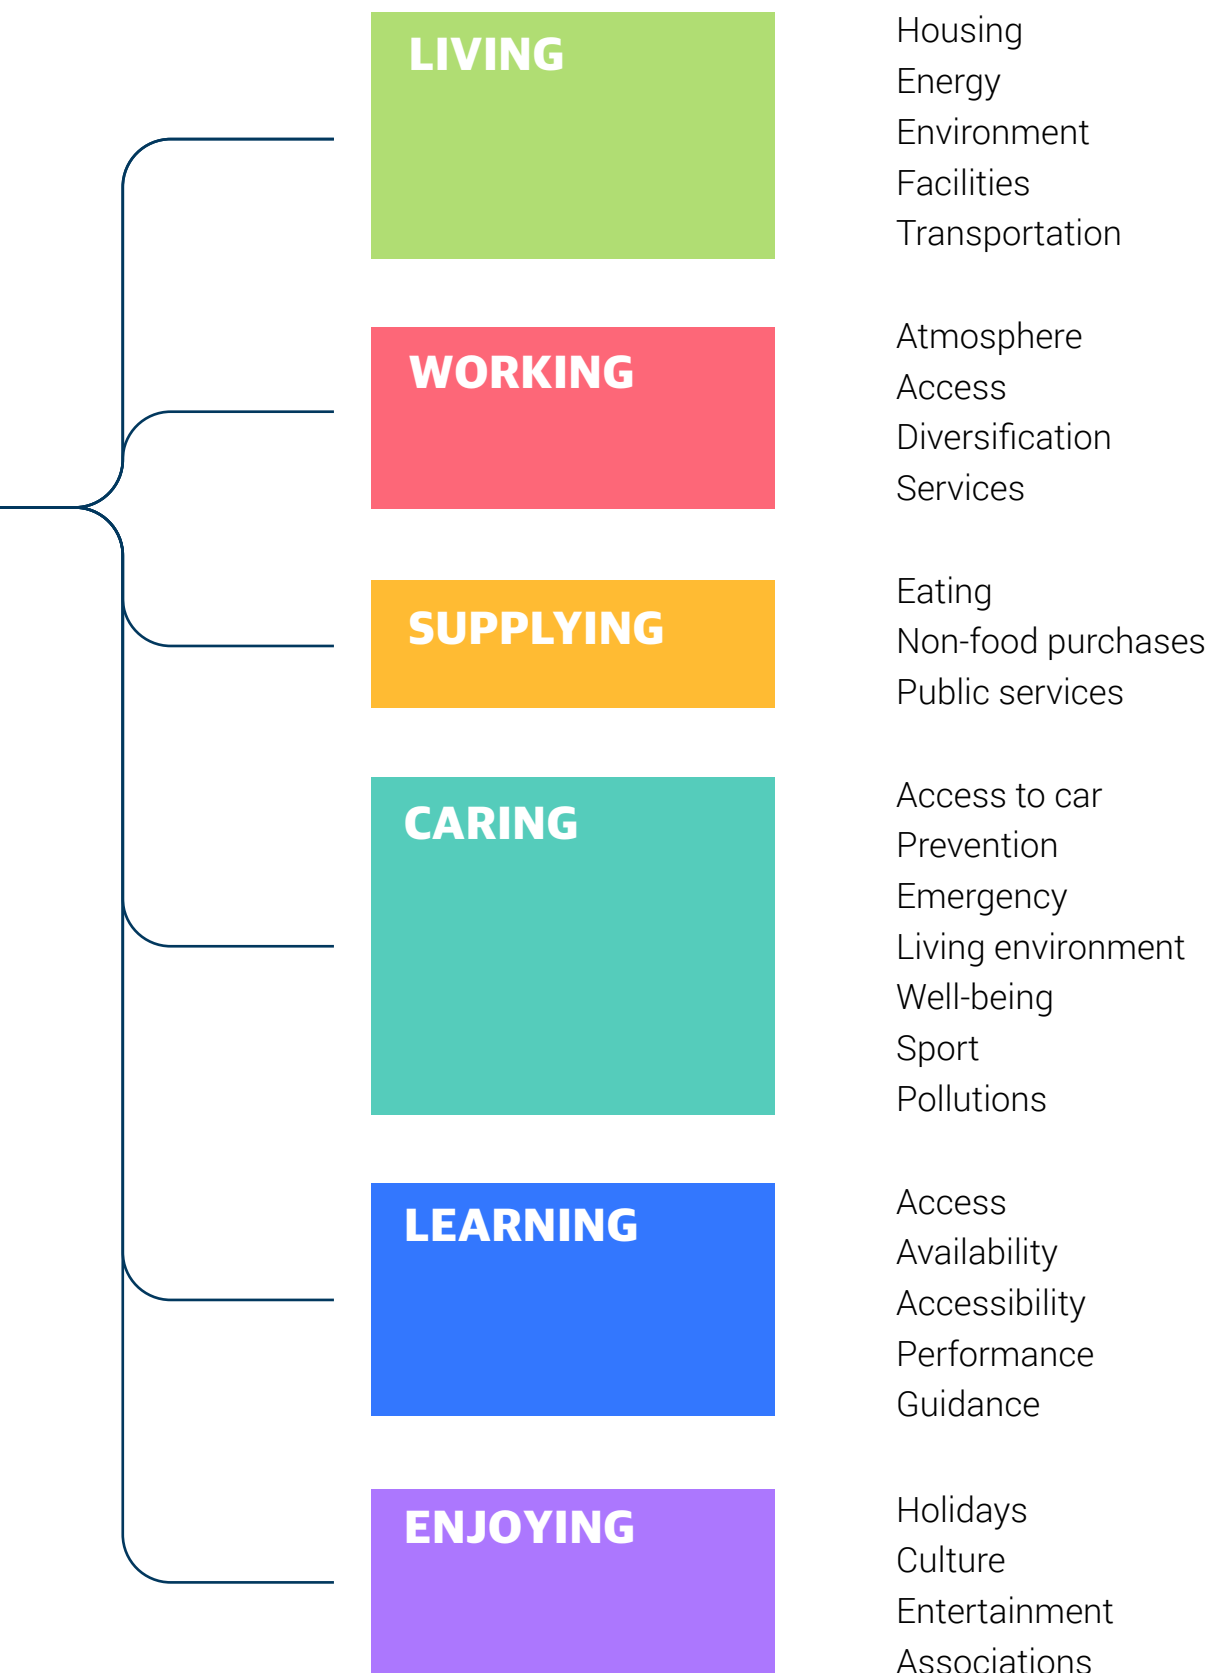 LIVING
Housing
Energy
Environment
Facilities
Transportation
WORKING
Atmosphere
Access
Diversification
Services
SUPPLYING
Eating
Non-food purchases
Public services
CARING
Access to car
Prevention
Emergency
Living environment
Well-being
Sport
Pollutions
LEARNING
Access
Availability
Accessibility
Performance
Guidance
ENJOYING
Holidays
Culture
Entertainment
Associations